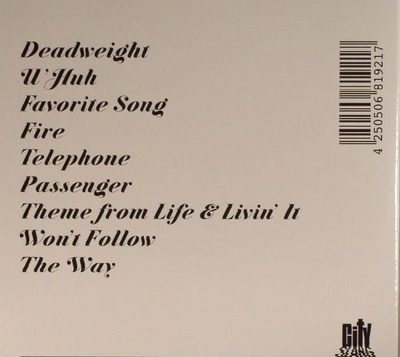 Deadweight
U'Huh
Favorite Song
Fire
Telephone
Passenger
Theme from Life & Livin' It
Won't Follow
The Way
4 250506 819217
City
SLANG